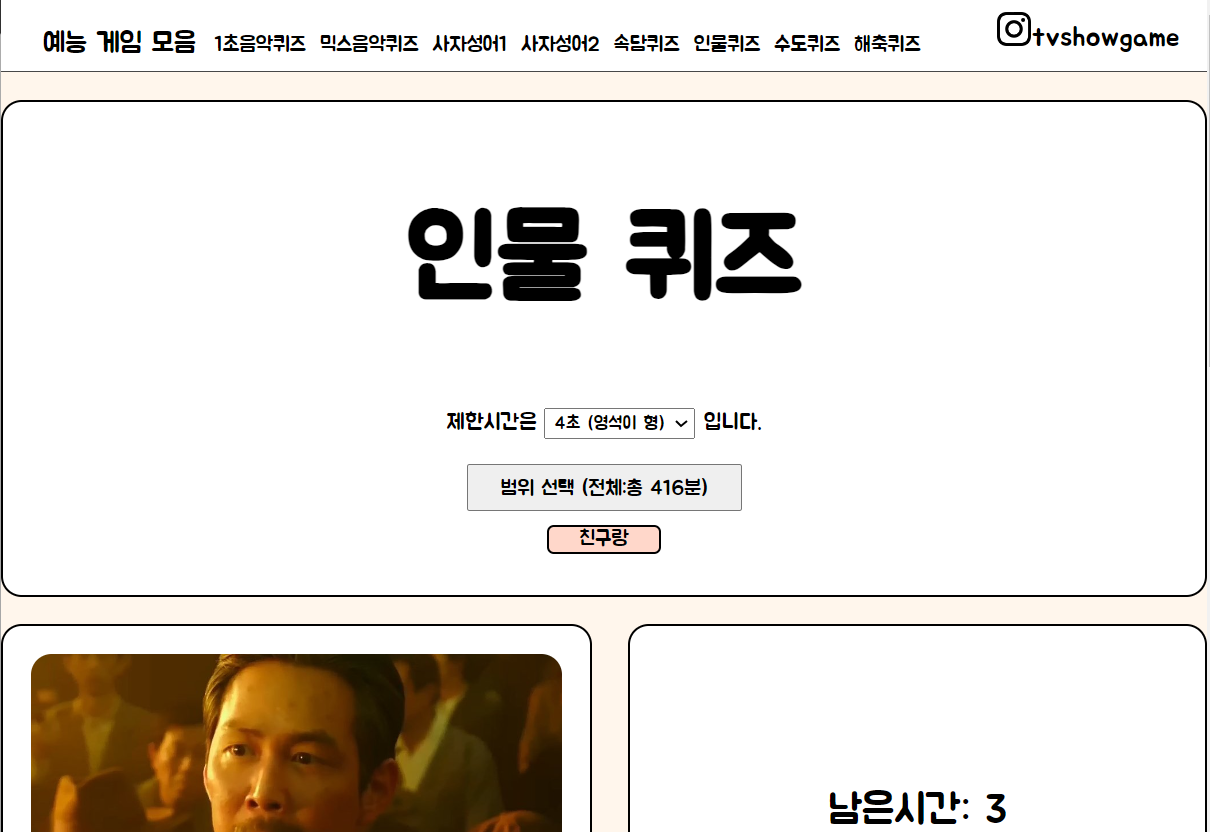 예능 게임 모음 1초음악퀴즈 믹스음악퀴즈 사자성어1 사자성어2 속담퀴즈 인물퀴즈 수도퀴즈 해축퀴즈 tvshowgame
인물 퀴즈
제한시간은 4초 (영석이 형) 입니다.
범위 선택 (전체:총 416분)
친구랑
남은시간: 3